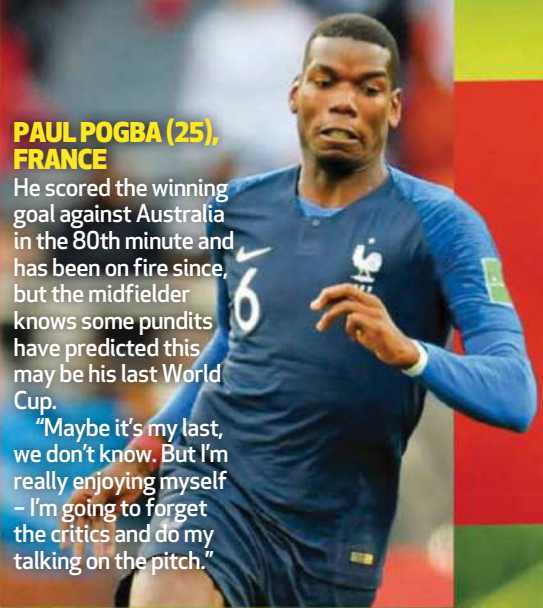 PAUL POGBA (25),
FRANCE
He scored the winning
goal against Australia
in the 80th minute and
has been on fire since,
but the midfielder
knows some pundits
have predicted this
may be his last World
Cup.
“Maybe it’s my last,
we don’t know. But I’m
really enjoying myself
– I’m going to forget
the critics and do my
talking on the pitch.”
6